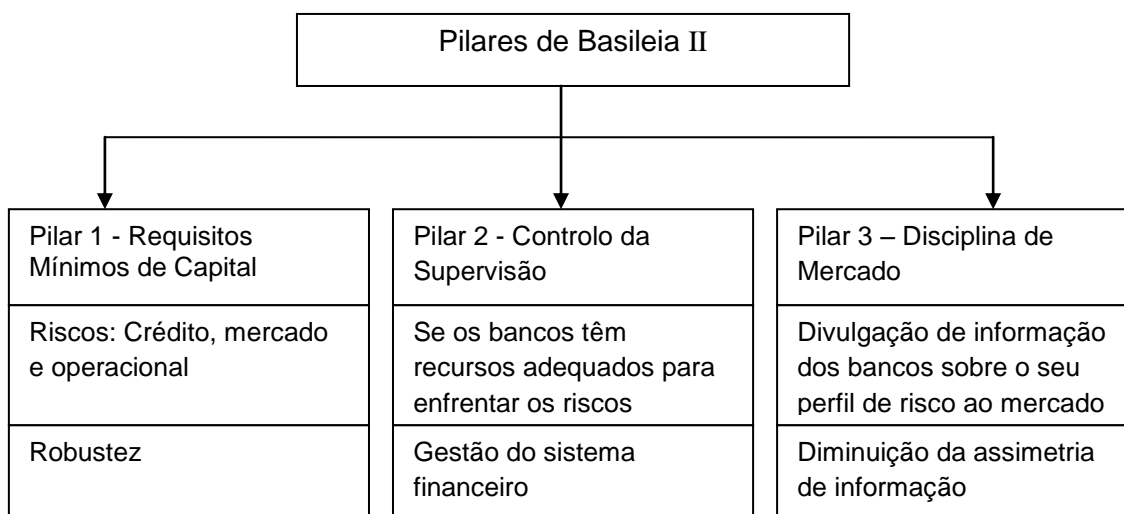 Pilares de Basileia II
Pilar 1 - Requisitos
Mínimos de Capital
Riscos: Crédito, mercado
e operacional
Robustez
Pilar 2 - Controlo da
Supervisão
Se os bancos têm
recursos adequados para
enfrentar os riscos
Gestão do sistema
financeiro
Pilar 3 – Disciplina de
Mercado
Divulgação de informação
dos bancos sobre o seu
perfil de risco ao mercado
Diminuição da assimetria
de informação